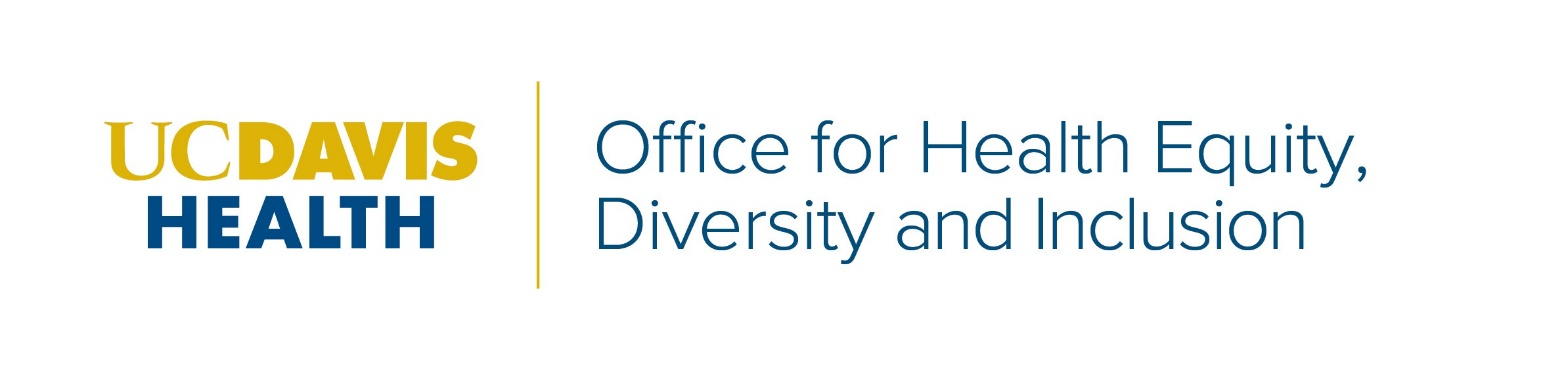 UCDAVIS
HEALTH
Office for Health Equity,
Diversity and Inclusion